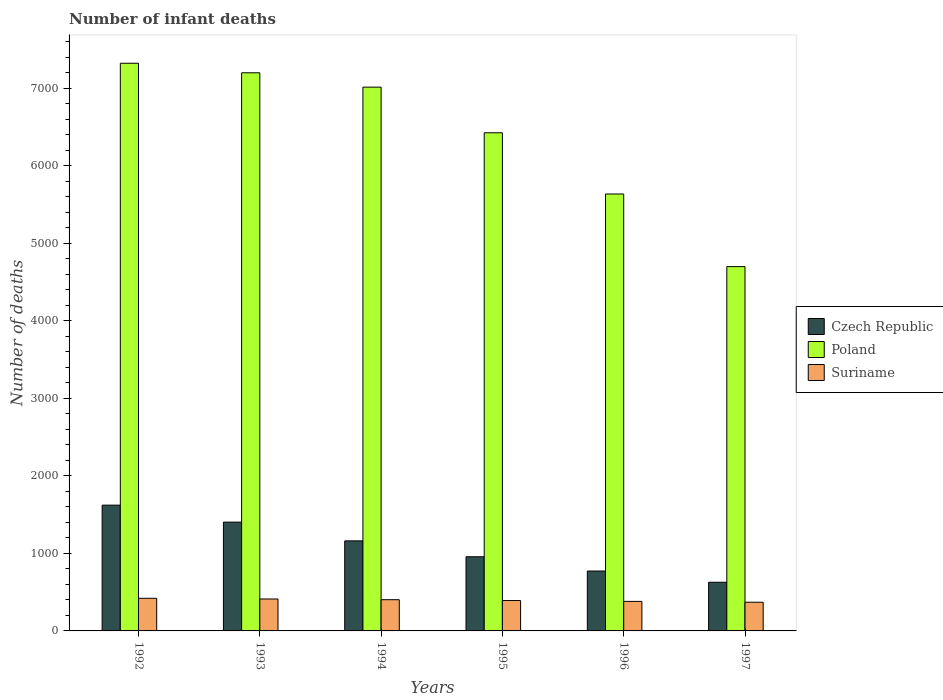 Number of infant deaths
Number of deaths
7000
6000
5000
4000
3000
2000
1000
0
1992
1993
1994
1995
1996
1997
Years
Czech Republic
Poland
Suriname